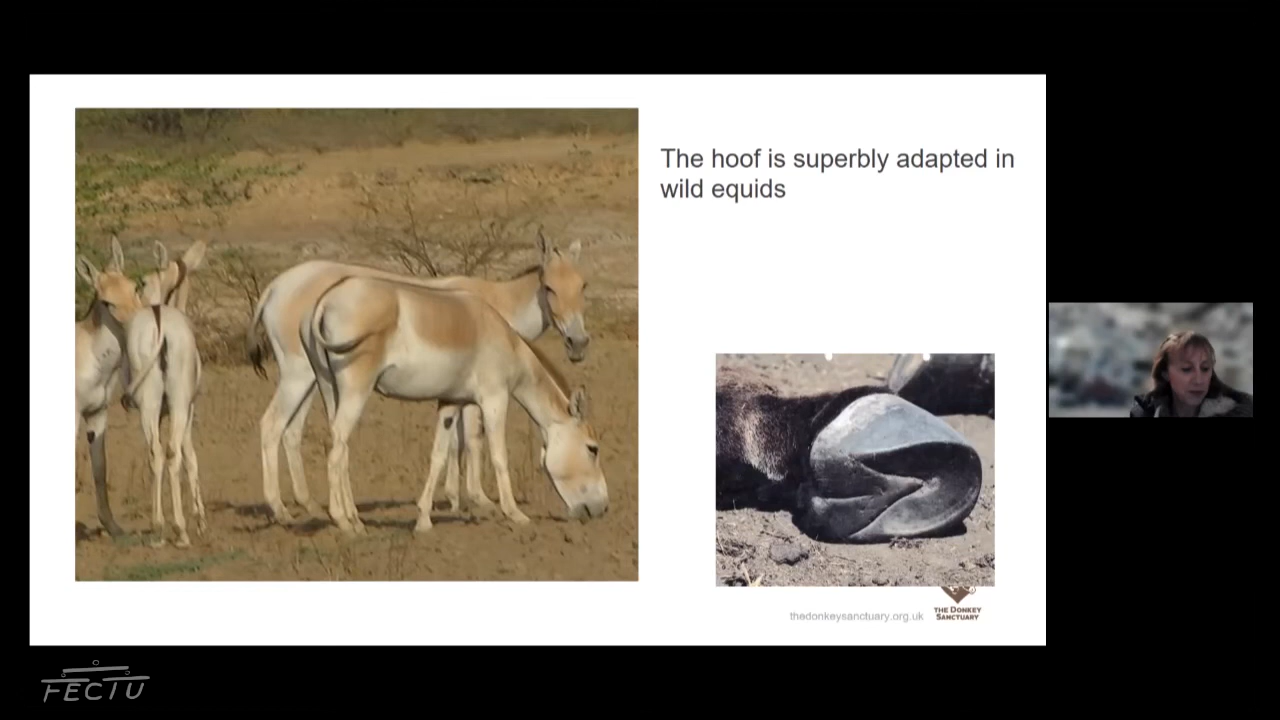 The hoof is superbly adapted in
wild equids
thedonkeysanctuary.org.uk
THE DONKEY
SANCTUARY
FECTU